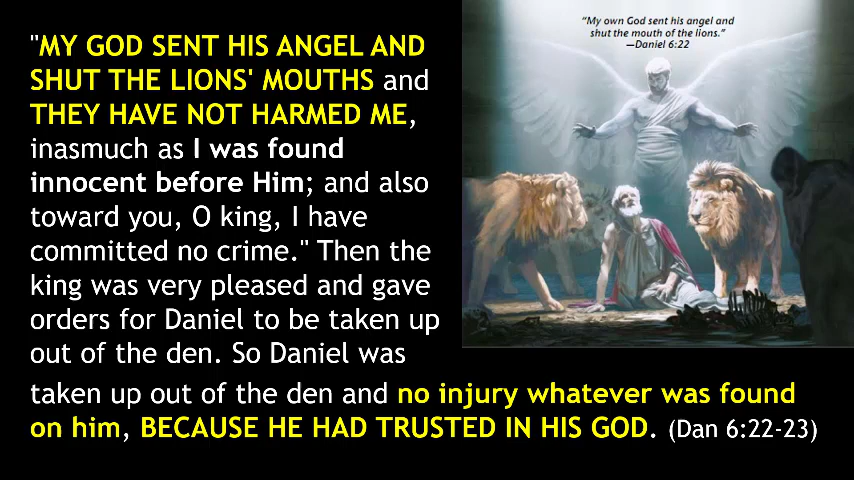 "MY GOD SENT HIS ANGEL AND
SHUT THE LIONS' MOUTHS and
THEY HAVE NOT HARMED ME,
inasmuch as I was found
innocent before Him; and also
toward you, O king, I have
committed no crime." Then the
king was very pleased and gave
orders for Daniel to be taken up
out of the den. So Daniel was
taken up out of the den and no injury whatever was found
on him, BECAUSE HE HAD TRUSTED IN HIS GOD. (Dan 6:22-23)
"My own God sent his angel and
shut the mouth of the lions."
—Daniel 6:22